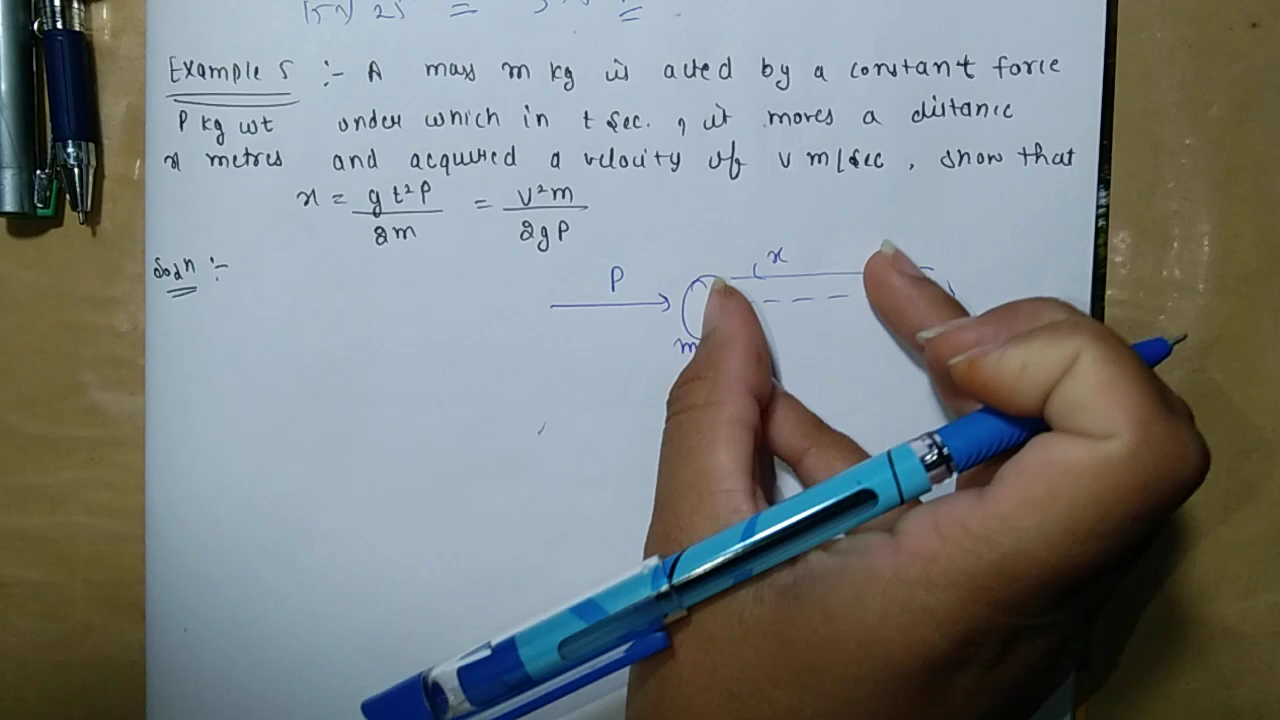 Example 5 :- A mass m kg is acted by a constant force
P kg wt under which in t sec. , it moves a distance
x metres and acquired a velocity of v m/sec , show that
x = gt²P / 2m = v²m / 2gP
Solⁿ :-
P
x
m